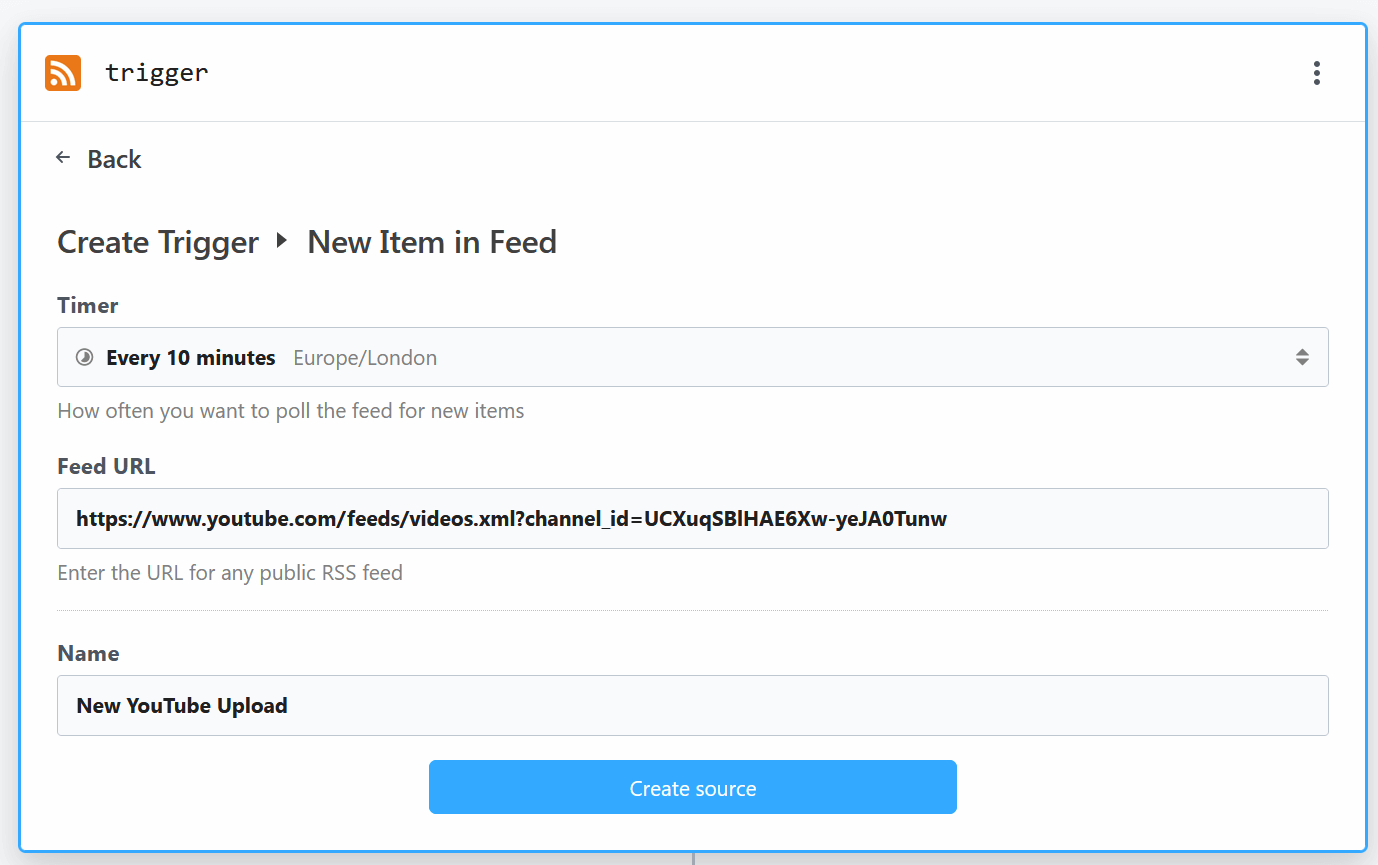 trigger
Back
Create Trigger New Item in Feed
Timer
Every 10 minutes Europe/London
How often you want to poll the feed for new items
Feed URL
https://www.youtube.com/feeds/videos.xml?channel_id=UCXuqSBlHAE6Xw-yeJA0Tunw
Enter the URL for any public RSS feed
Name
New YouTube Upload
Create source